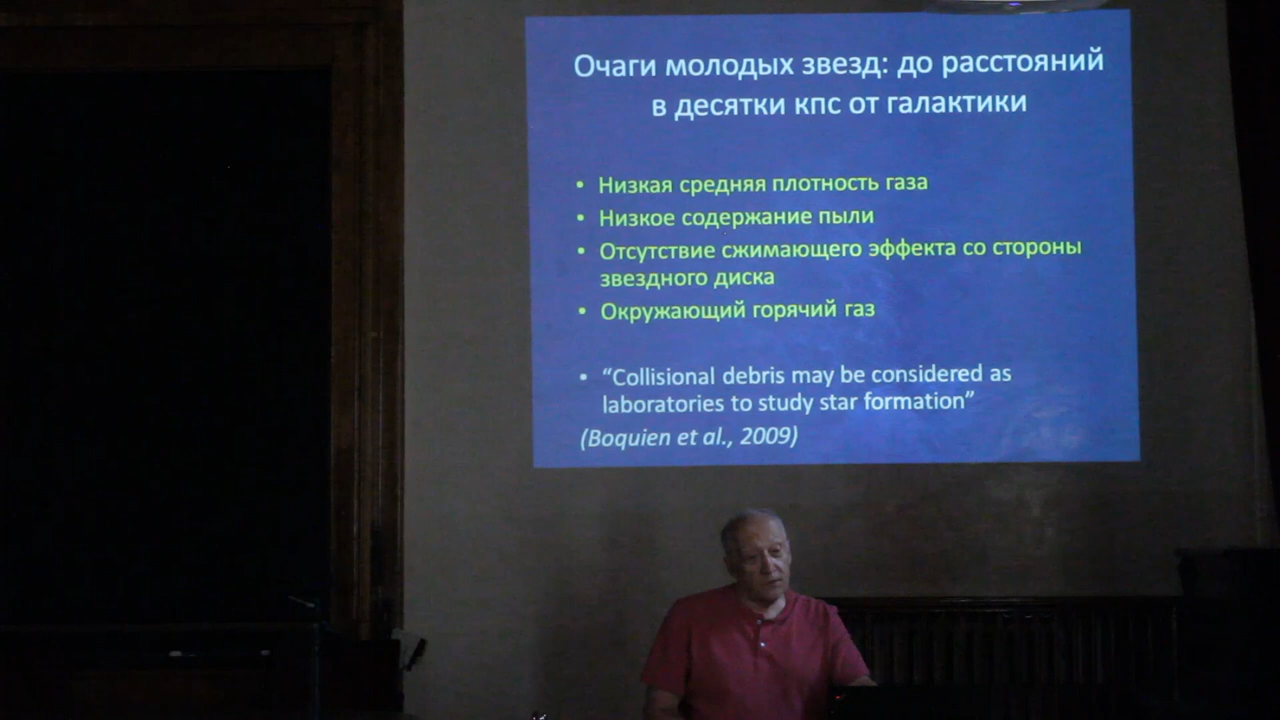 Очаги молодых звезд: до расстояний
в десятки кпс от галактики
• Низкая средняя плотность газа
• Низкое содержание пыли
• Отсутствие сжимающего эффекта со стороны
звездного диска
• Окружающий горячий газ
• “Collisional debris may be considered as
laboratories to study star formation”
(Boquien et al., 2009)